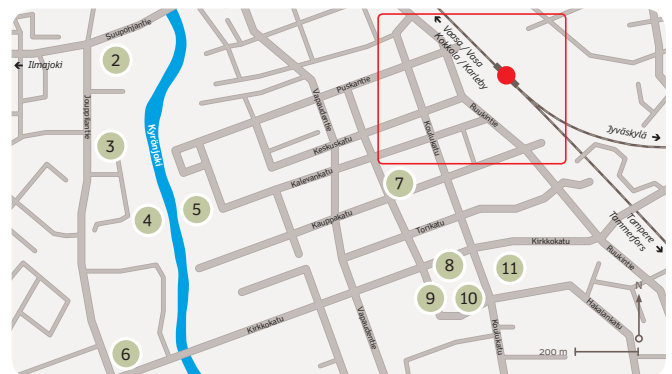 Suupohjantie
2
← Ilmajoki
Vaasa / Vasa
Kokkola / Karleby
Jouppilantie
3
Kyrönjoki
4
5
Vapaudentie
Puskantie
Keskuskatu
Kalevankatu
Koulukatu
Ruukintie
Jyväskylä
7
Kauppakatu
Torikatu
Tampere
Tammerfors
Kirkkokatu
Ruukintie
8
11
9
10
N
Kirkkokatu
Vapaudentie
Koulukatu
Hakalankatu
6
200 m